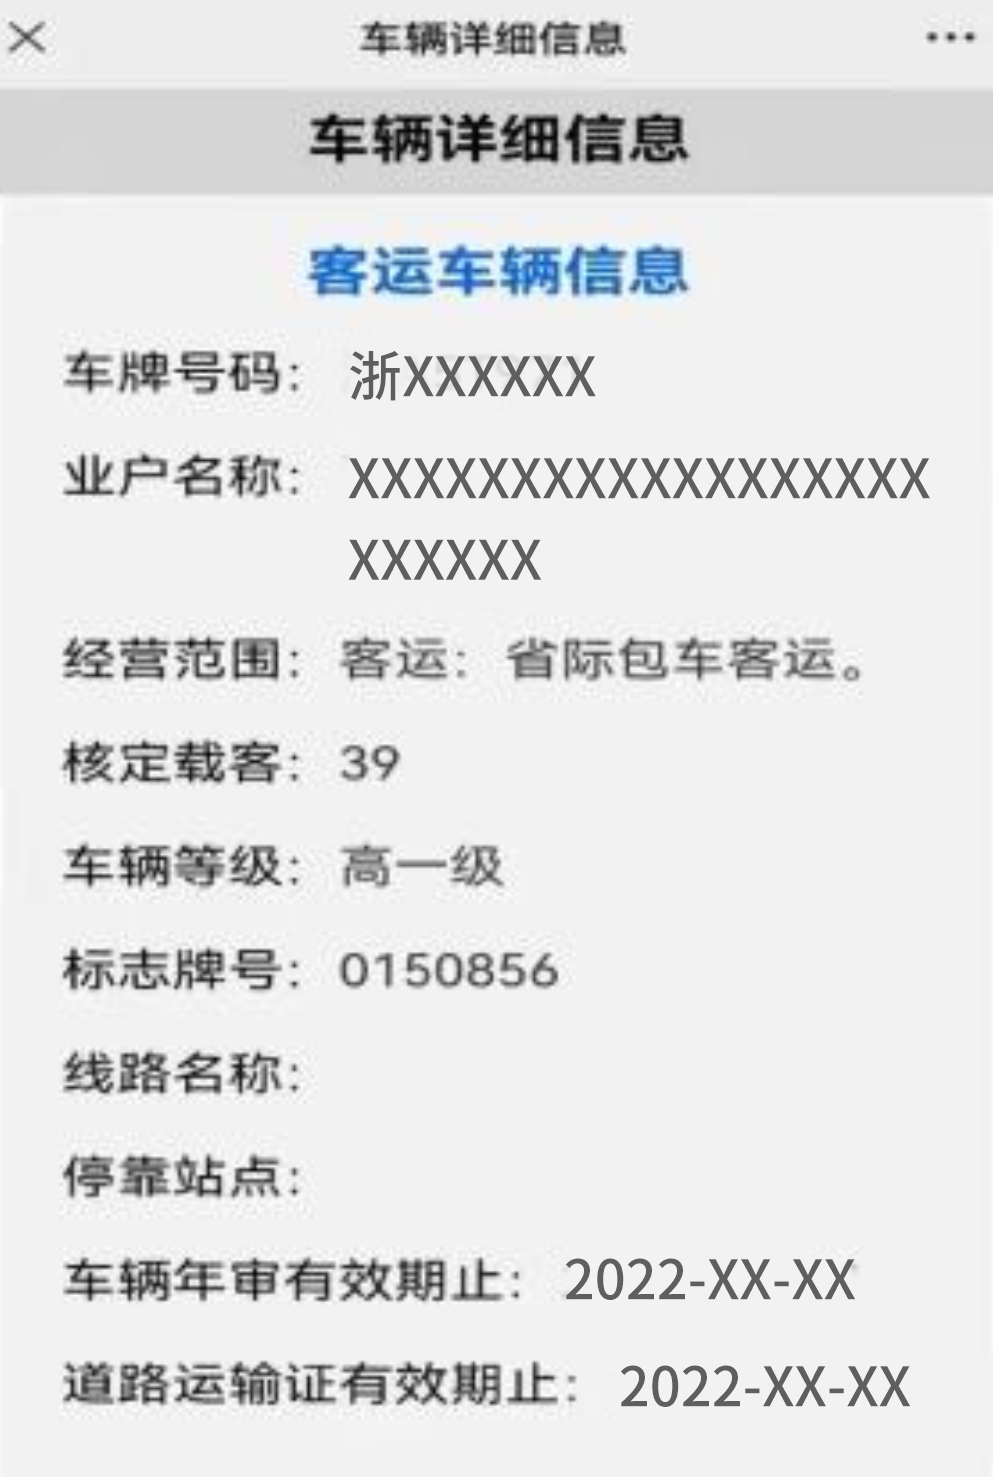 车辆详细信息
车辆详细信息
客运车辆信息
车牌号码： 浙XXXXXX
业户名称： XXXXXXXXXXXXXXXXXX
XXXXXX
经营范围： 客运：省际包车客运。
核定载客： 39
车辆等级： 高一级
标志牌号： 0150856
线路名称：
停靠站点：
车辆年审有效期止： 2022-XX-XX
道路运输证有效期止： 2022-XX-XX